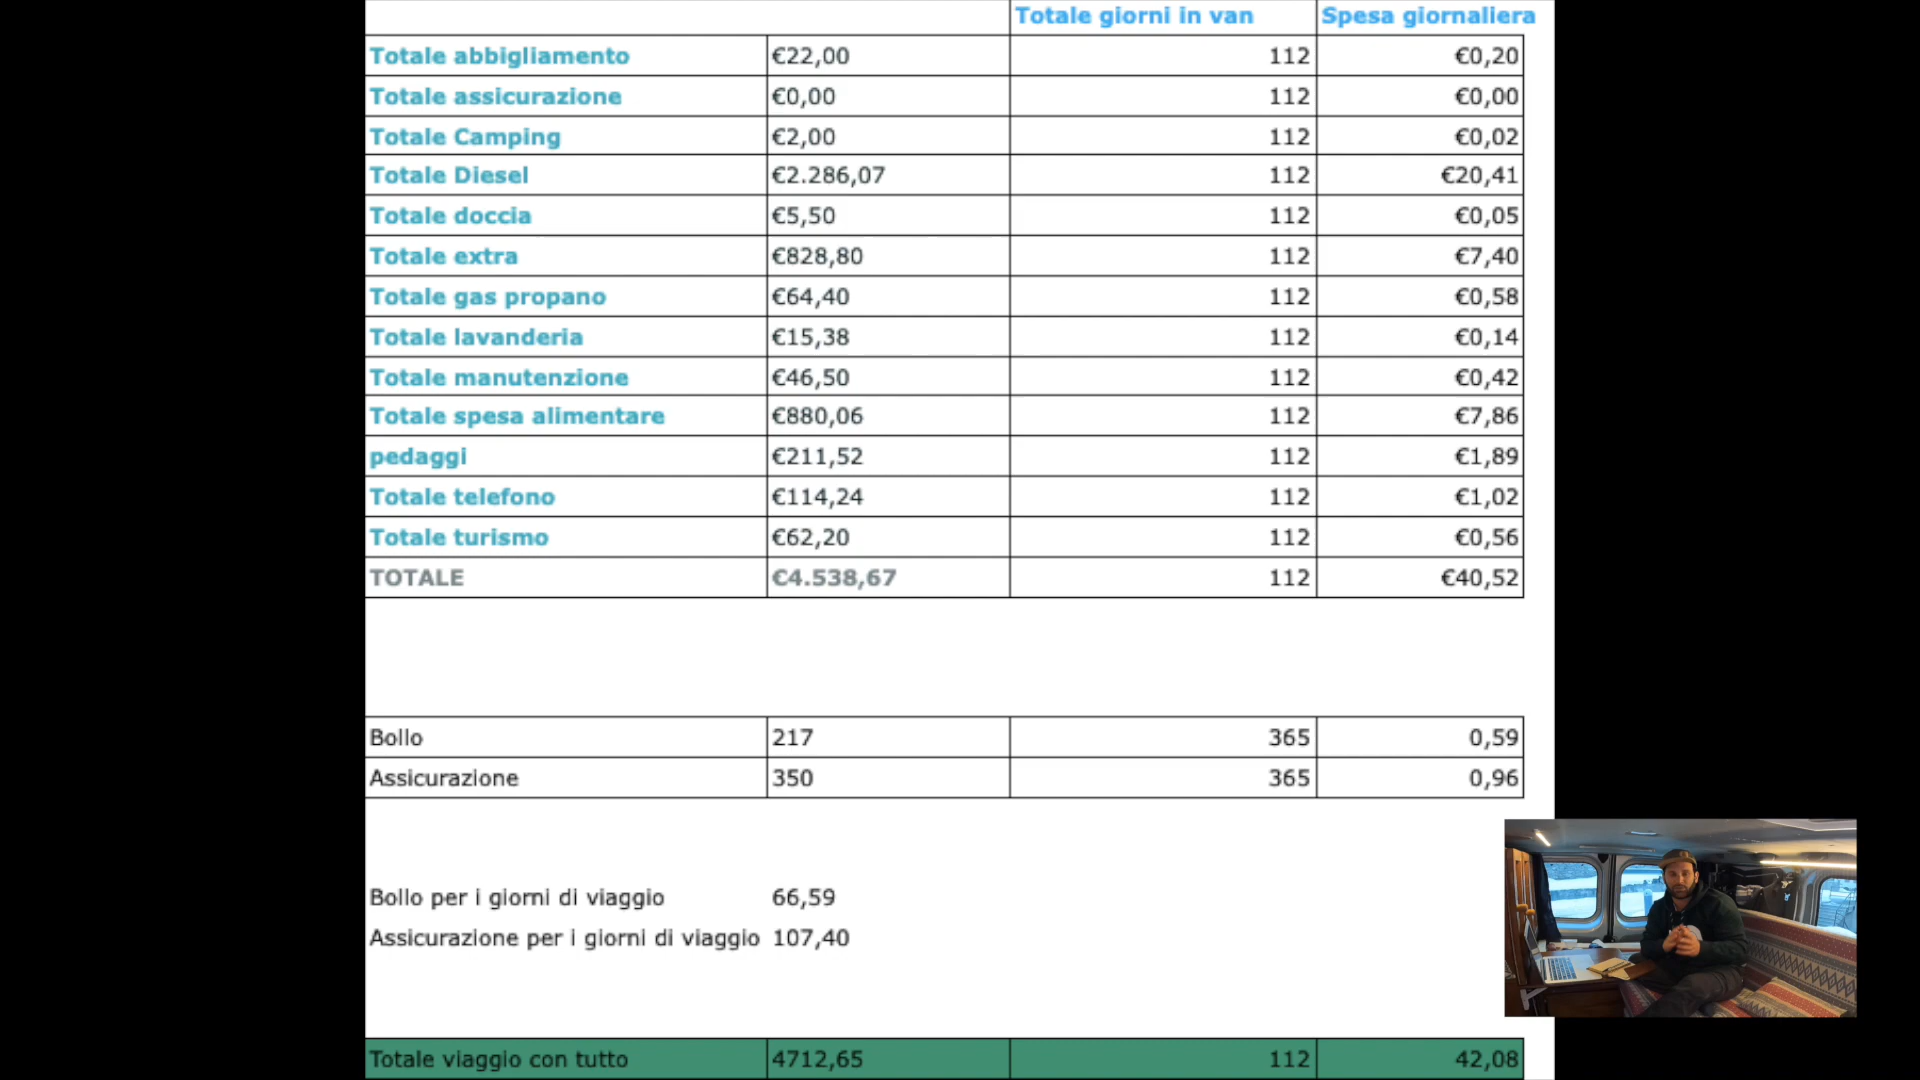 Totale giorni in van Spesa giornaliera
Totale abbigliamento €22,00 112 €0,20
Totale assicurazione €0,00 112 €0,00
Totale Camping €2,00 112 €0,02
Totale Diesel €2.286,07 112 €20,41
Totale doccia €5,50 112 €0,05
Totale extra €828,80 112 €7,40
Totale gas propano €64,40 112 €0,58
Totale lavanderia €15,38 112 €0,14
Totale manutenzione €46,50 112 €0,42
Totale spesa alimentare €880,06 112 €7,86
pedaggi €211,52 112 €1,89
Totale telefono €114,24 112 €1,02
Totale turismo €62,20 112 €0,56
TOTALE €4.538,67 112 €40,52
Bollo 217 365 0,59
Assicurazione 350 365 0,96
Bollo per i giorni di viaggio 66,59
Assicurazione per i giorni di viaggio 107,40
Totale viaggio con tutto 4712,65 112 42,08